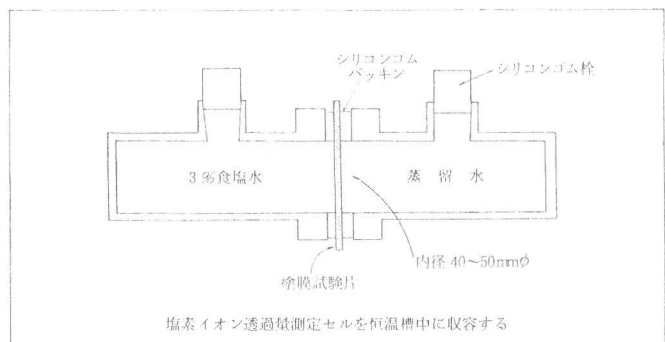 シリコンゴム
パッキン
シリコンゴム栓
3%食塩水
蒸留水
内径40~50mmφ
塗膜試験片
塩素イオン透過量測定セルを恒温槽中に収容する